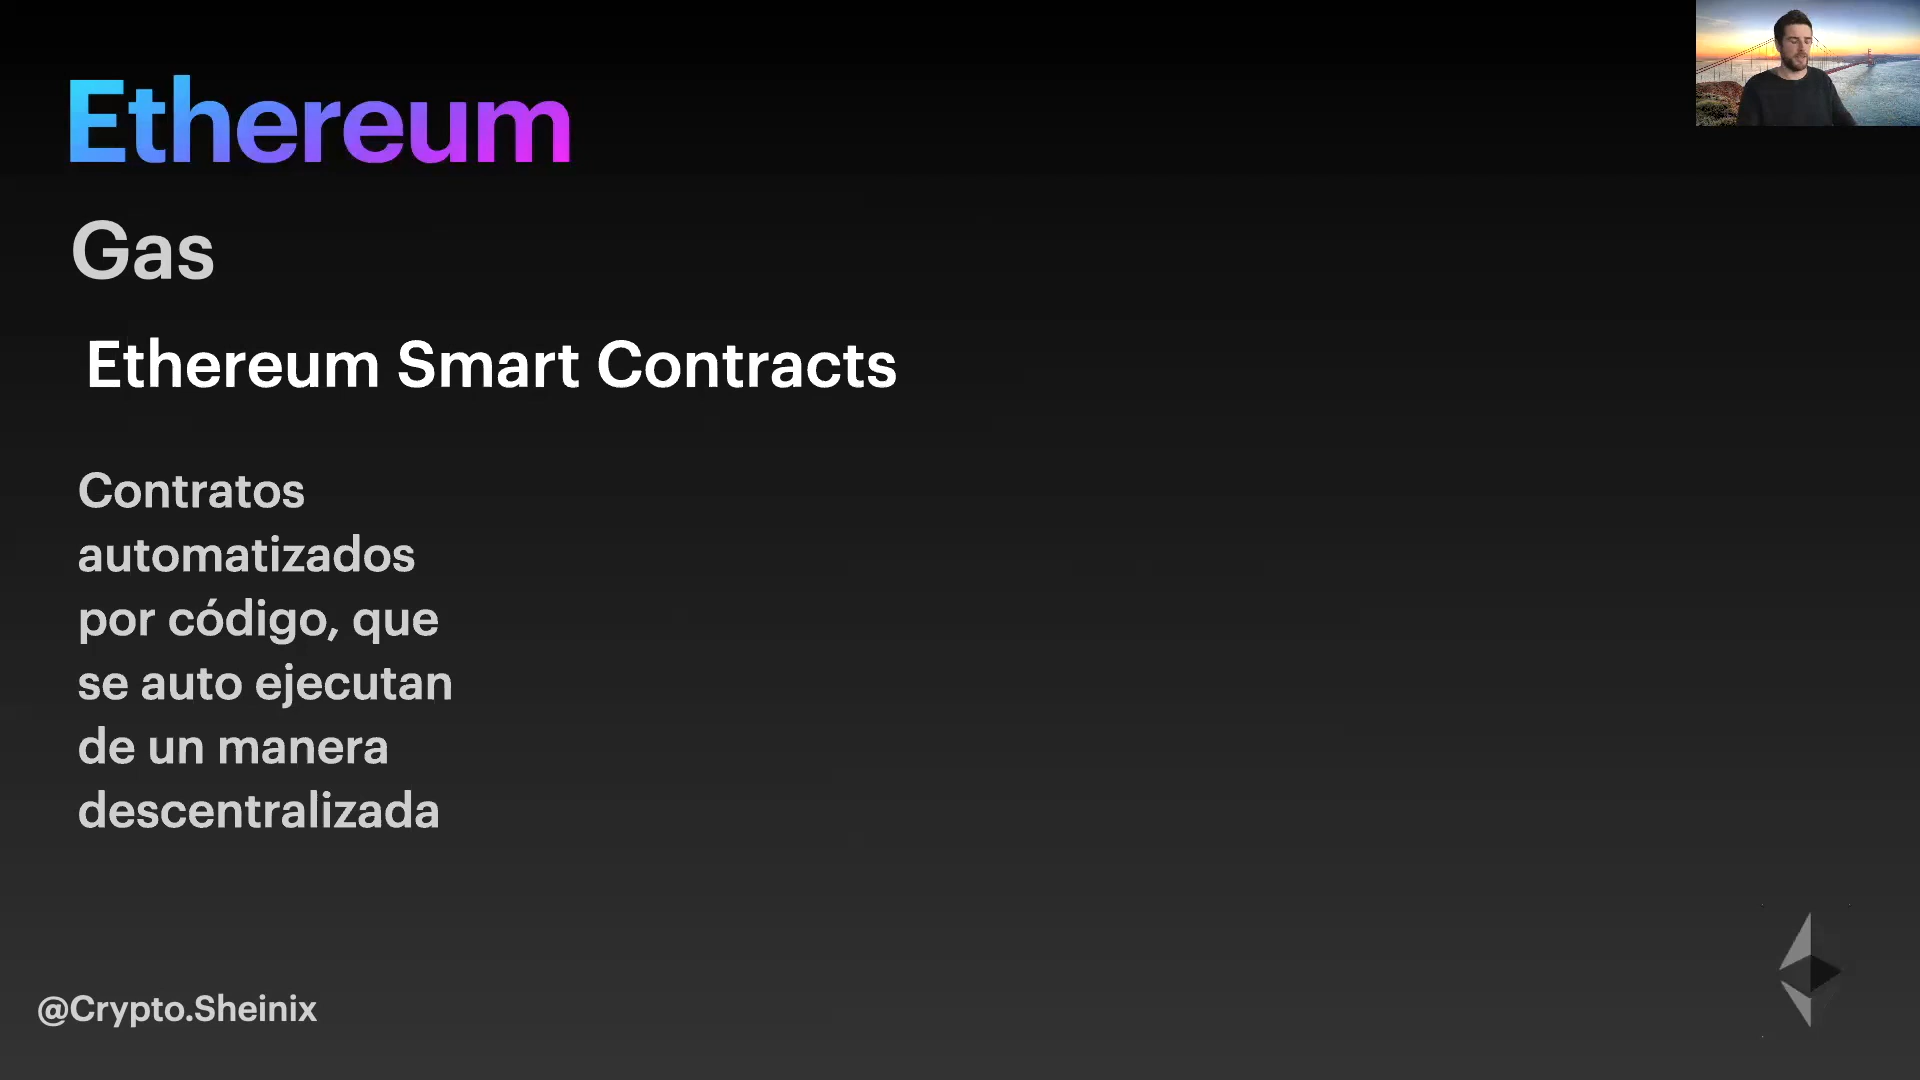 Ethereum
Gas
Ethereum Smart Contracts
Contratos
automatizados
por código, que
se auto ejecutan
de un manera
descentralizada
@Crypto.Sheinix